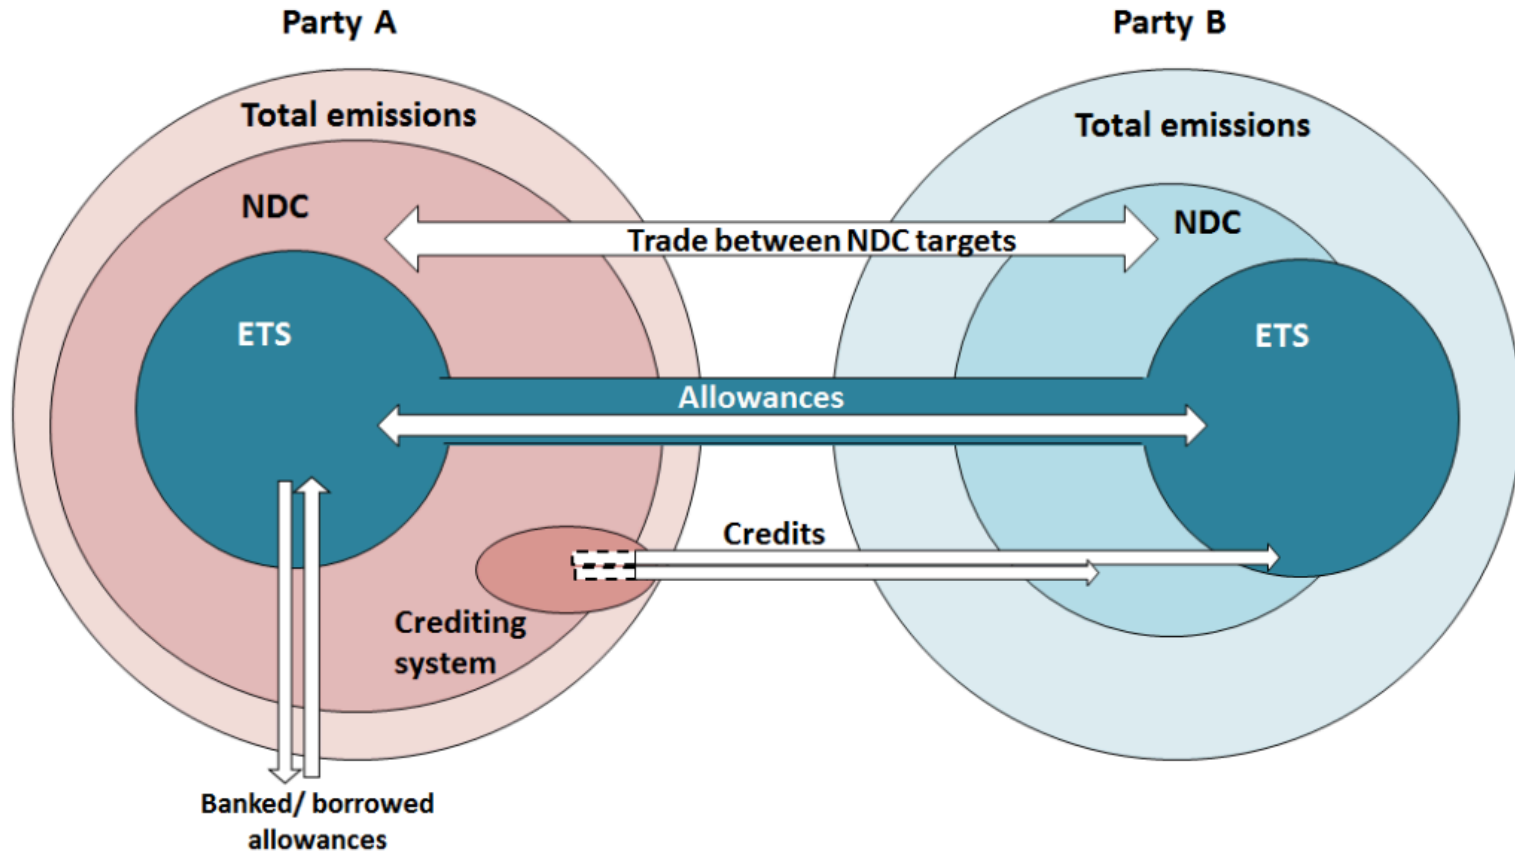 Party A
Party B
Total emissions
Total emissions
NDC
NDC
Trade between NDC targets
ETS
ETS
Allowances
Credits
Crediting
system
Banked/ borrowed
allowances